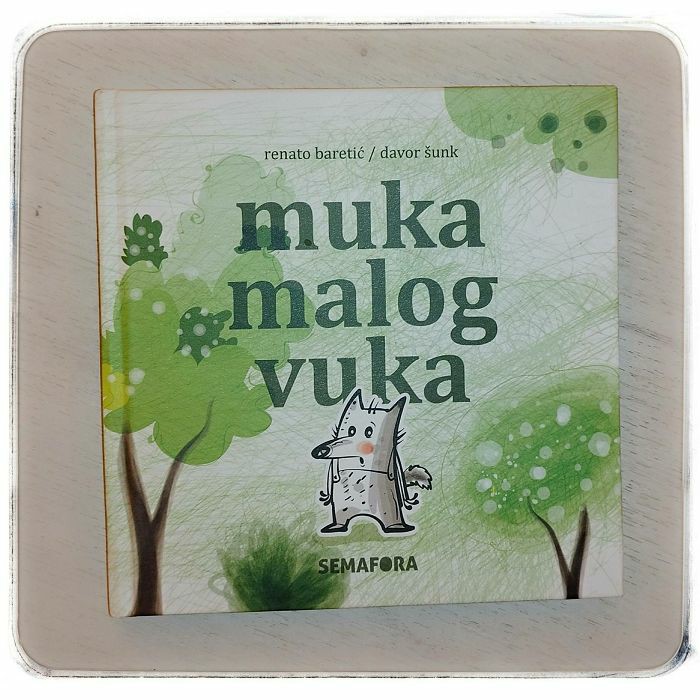 renato baretić / davor šunk
muka
malog
vuka
SEMAFORA